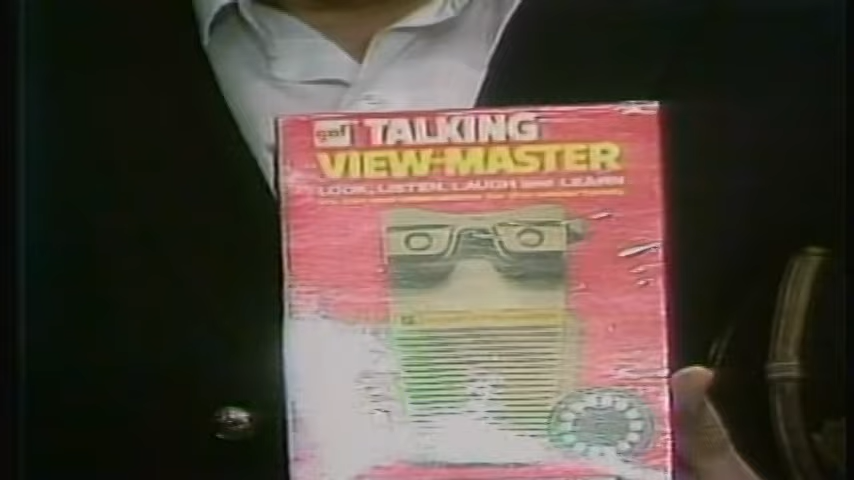 gaf TALKING
VIEW-MASTER
LOOK, LISTEN, LAUGH and LEARN